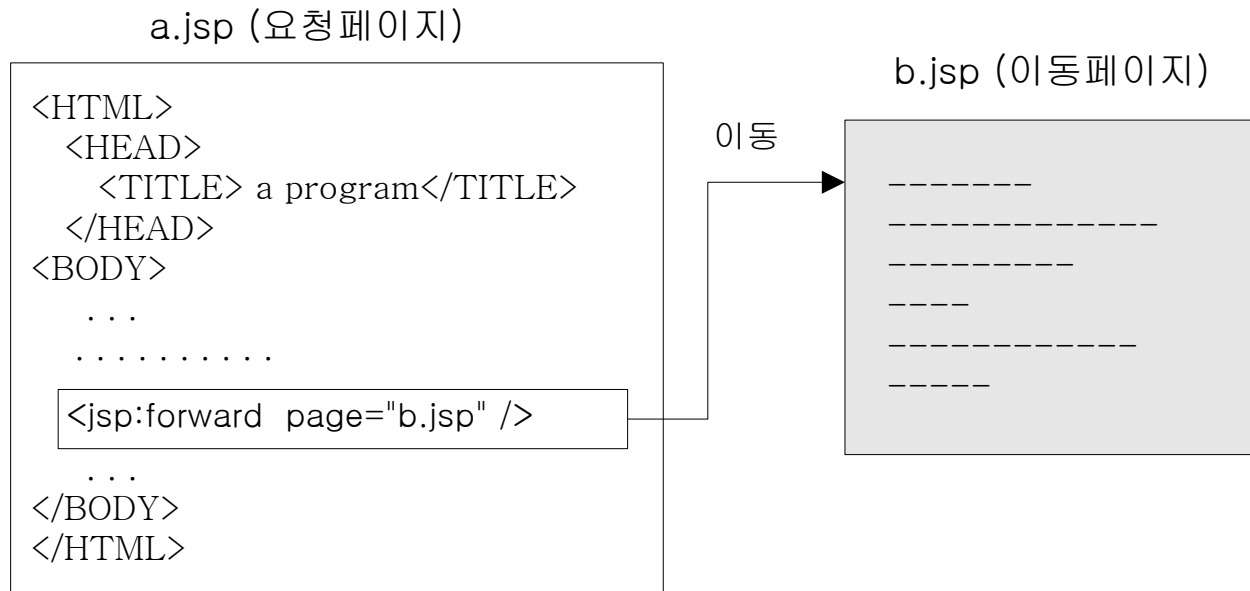 a.jsp (요청페이지)
<HTML>
<HEAD>
<TITLE> a program</TITLE>
</HEAD>
<BODY>
. . .
. . . . . . . . . .
<jsp:forward page="b.jsp" />
. . .
</BODY>
</HTML>
이동
b.jsp (이동페이지)
-------
-------------
---------
----
------------
-----